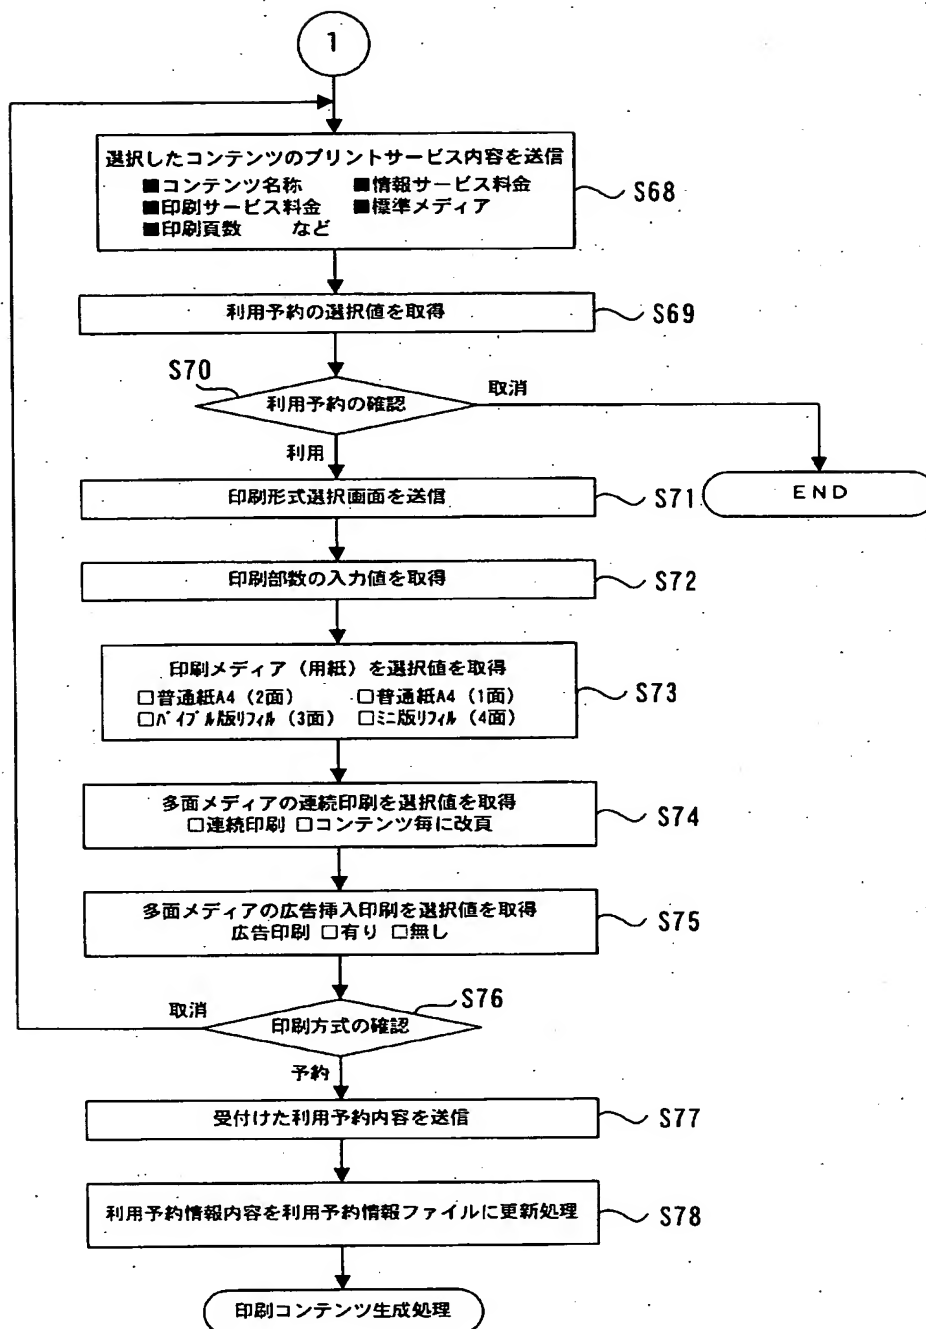 1
選択したコンテンツのプリントサービス内容を送信
■コンテンツ名称 ■情報サービス料金
■印刷サービス料金 ■標準メディア
■印刷頁数 など
S68
利用予約の選択値を取得
S69
S70
利用予約の確認
取消
利用
END
印刷形式選択画面を送信
S71
印刷部数の入力値を取得
S72
印刷メディア（用紙）を選択値を取得
□普通紙A4（2面） □普通紙A4（1面）
□ﾊﾞｲﾌﾞﾙ版ﾘﾌｨﾙ（3面） □ﾐﾆ版ﾘﾌｨﾙ（4面）
S73
多面メディアの連続印刷を選択値を取得
□連続印刷 □コンテンツ毎に改頁
S74
多面メディアの広告挿入印刷を選択値を取得
広告印刷 □有り □無し
S75
S76
取消
印刷方式の確認
予約
受付けた利用予約内容を送信
S77
利用予約情報内容を利用予約情報ファイルに更新処理
S78
印刷コンテンツ生成処理